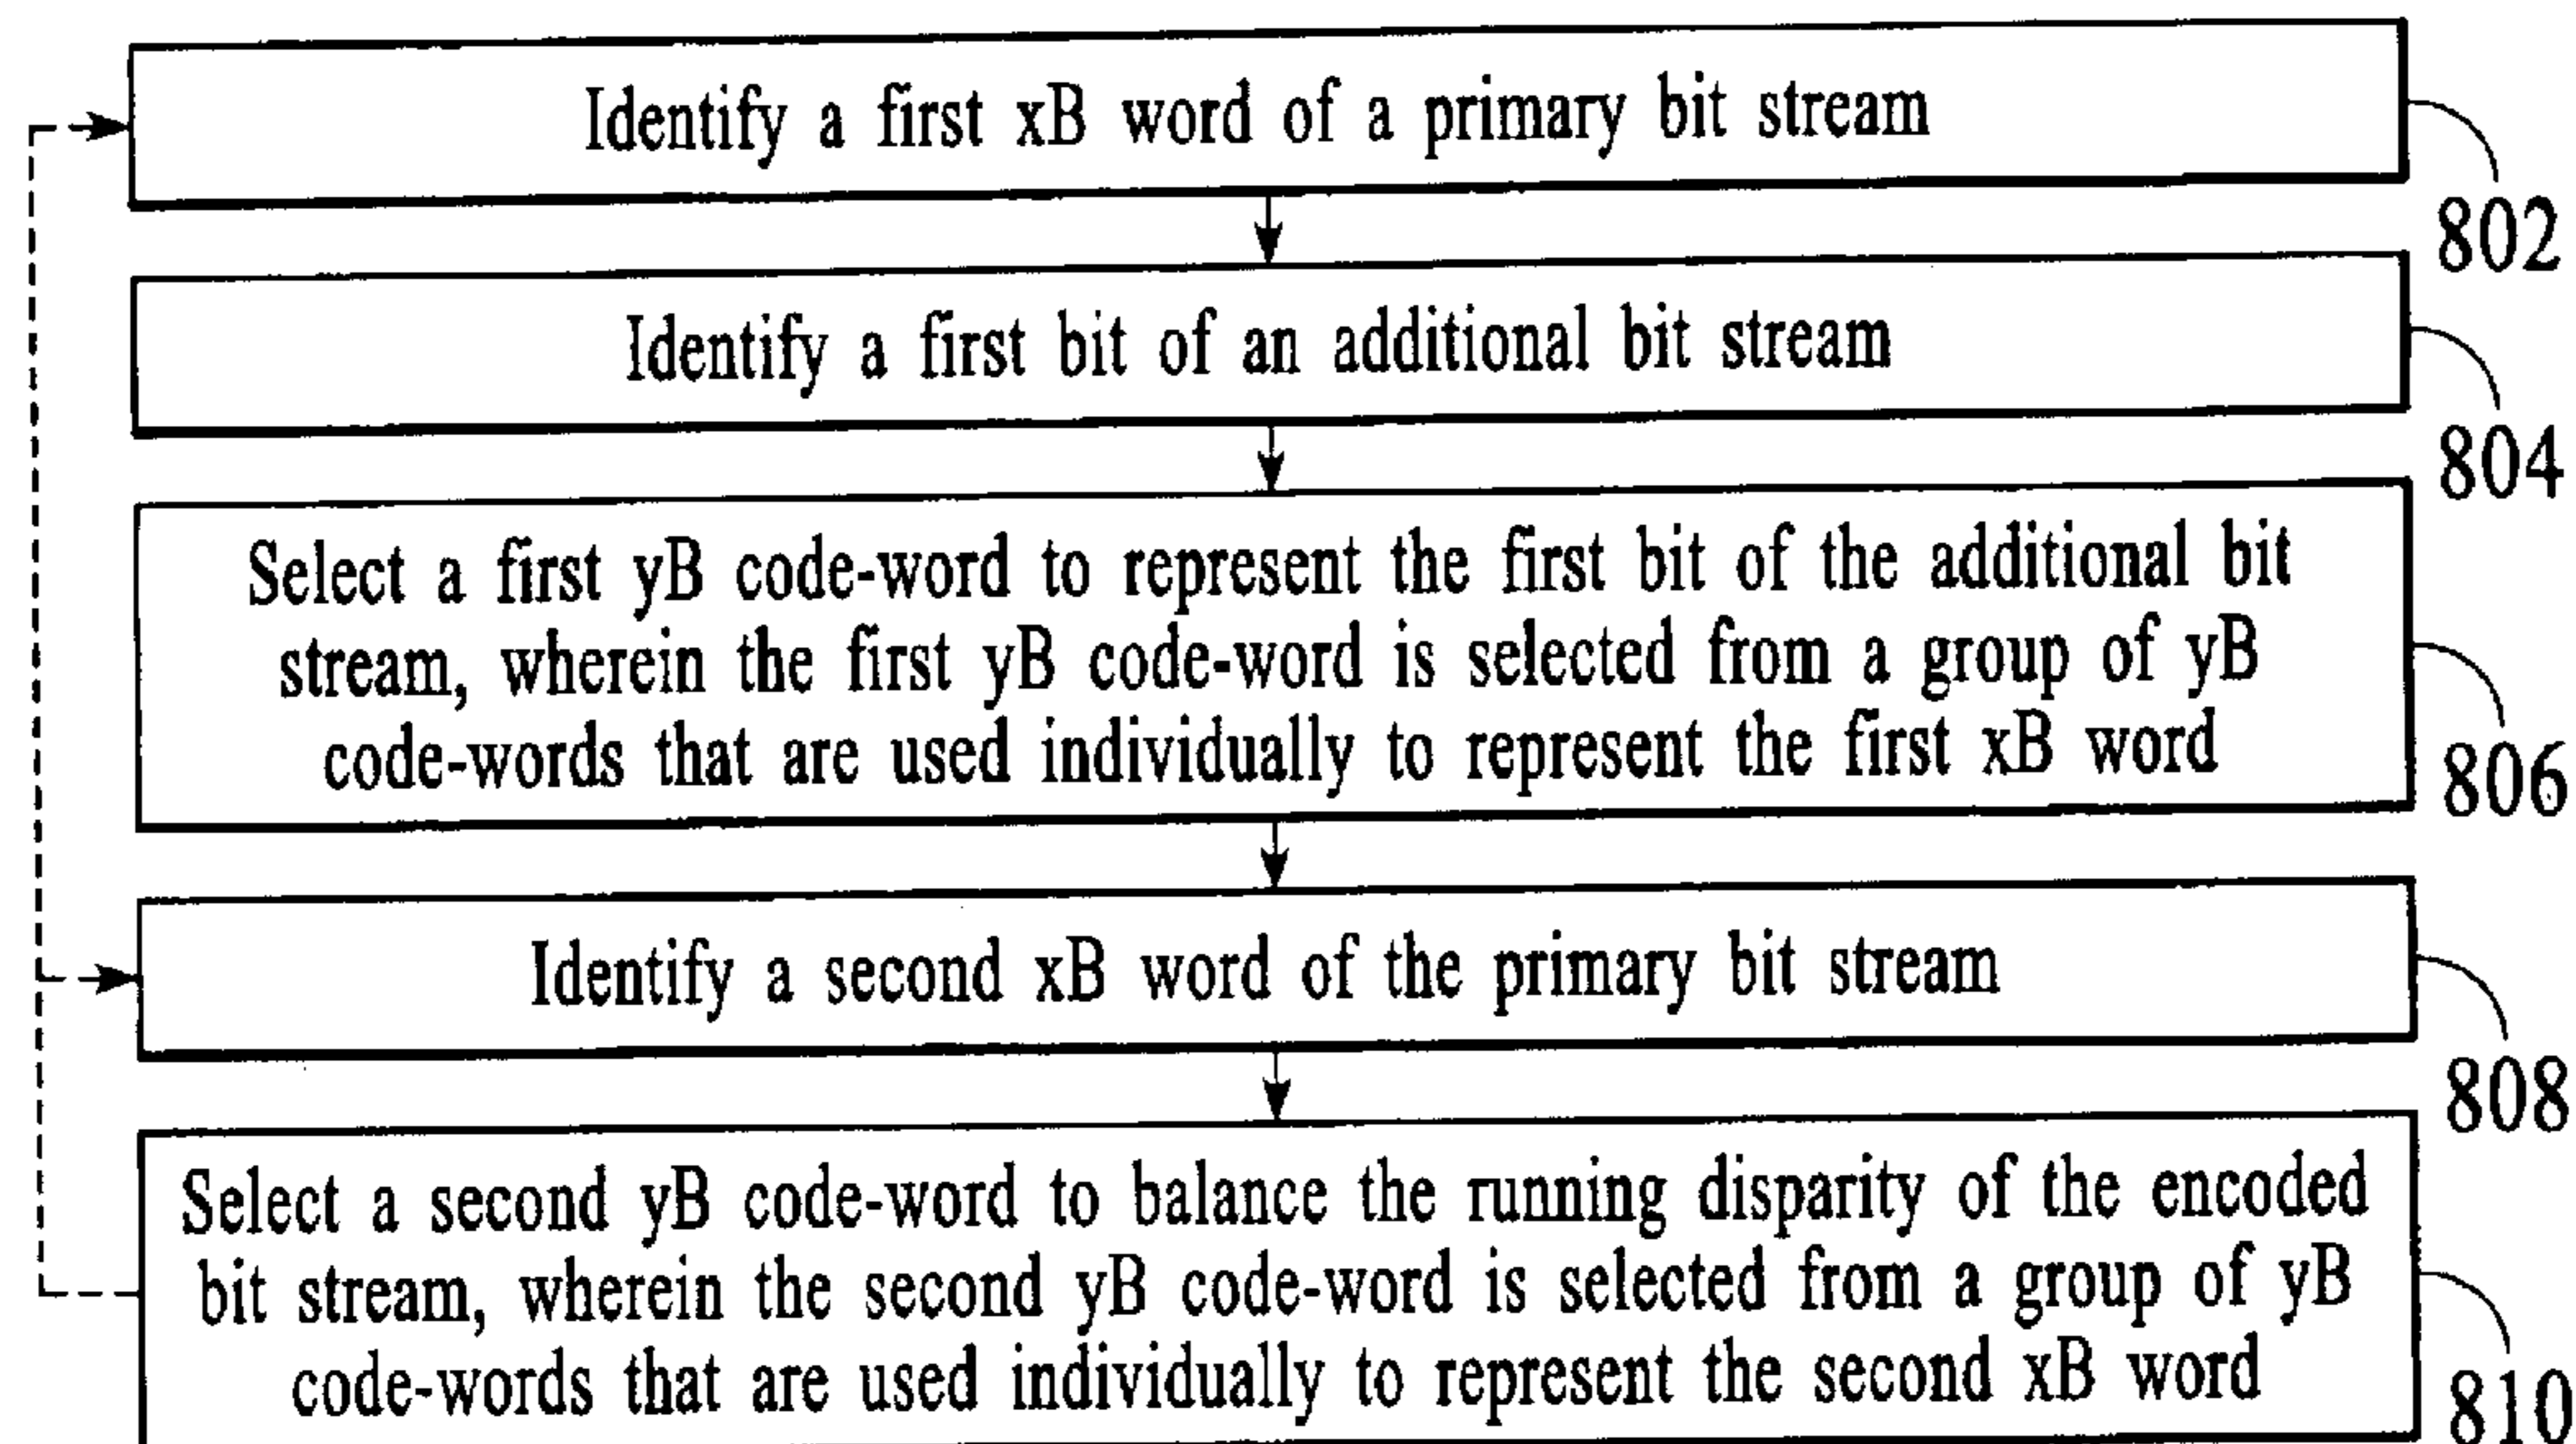 Identify a first xB word of a primary bit stream
802
Identify a first bit of an additional bit stream
804
Select a first yB code-word to represent the first bit of the additional bit
stream, wherein the first yB code-word is selected from a group of yB
code-words that are used individually to represent the first xB word
806
Identify a second xB word of the primary bit stream
808
Select a second yB code-word to balance the running disparity of the encoded
bit stream, wherein the second yB code-word is selected from a group of yB
code-words that are used individually to represent the second xB word
810